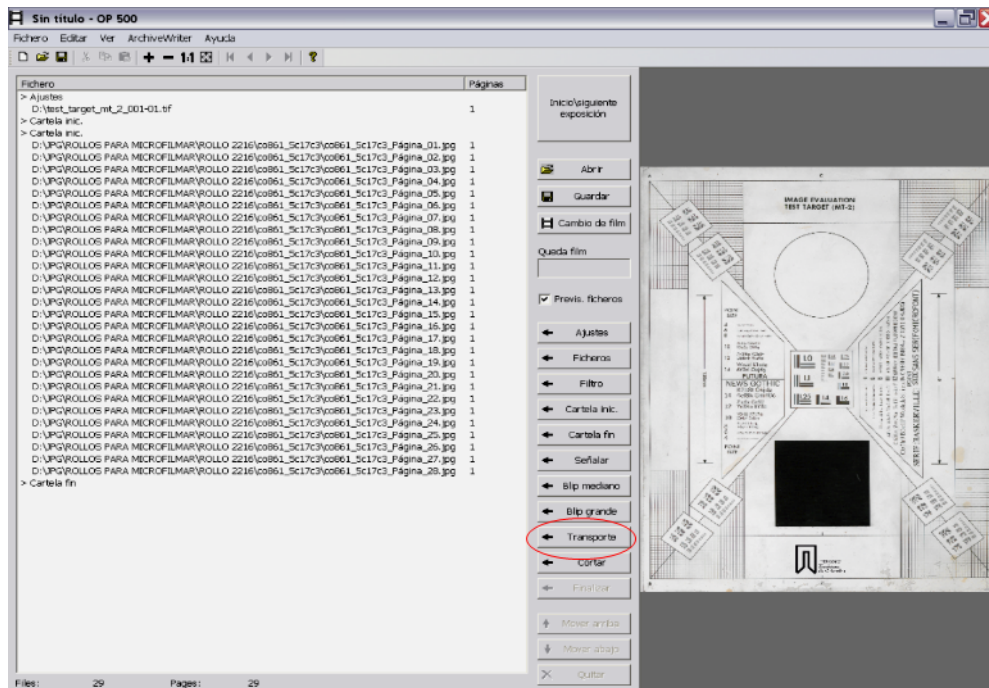 Sin título - OP 500
Fichero Editar Ver ArchiveWriter Ayuda
1:1
Fichero Páginas
> Ajustes
D:\test_target_mt_2_001-01.tif 1
> Cartela inic.
> Cartela inic.
D:\JPG\ROLLOS PARA MICROFILMAR\ROLLO 2216\co861_5c17c3\co861_5c17c3_Página_01.jpg 1
D:\JPG\ROLLOS PARA MICROFILMAR\ROLLO 2216\co861_5c17c3\co861_5c17c3_Página_02.jpg 1
D:\JPG\ROLLOS PARA MICROFILMAR\ROLLO 2216\co861_5c17c3\co861_5c17c3_Página_03.jpg 1
D:\JPG\ROLLOS PARA MICROFILMAR\ROLLO 2216\co861_5c17c3\co861_5c17c3_Página_04.jpg 1
D:\JPG\ROLLOS PARA MICROFILMAR\ROLLO 2216\co861_5c17c3\co861_5c17c3_Página_05.jpg 1
D:\JPG\ROLLOS PARA MICROFILMAR\ROLLO 2216\co861_5c17c3\co861_5c17c3_Página_06.jpg 1
D:\JPG\ROLLOS PARA MICROFILMAR\ROLLO 2216\co861_5c17c3\co861_5c17c3_Página_07.jpg 1
D:\JPG\ROLLOS PARA MICROFILMAR\ROLLO 2216\co861_5c17c3\co861_5c17c3_Página_08.jpg 1
D:\JPG\ROLLOS PARA MICROFILMAR\ROLLO 2216\co861_5c17c3\co861_5c17c3_Página_09.jpg 1
D:\JPG\ROLLOS PARA MICROFILMAR\ROLLO 2216\co861_5c17c3\co861_5c17c3_Página_10.jpg 1
D:\JPG\ROLLOS PARA MICROFILMAR\ROLLO 2216\co861_5c17c3\co861_5c17c3_Página_11.jpg 1
D:\JPG\ROLLOS PARA MICROFILMAR\ROLLO 2216\co861_5c17c3\co861_5c17c3_Página_12.jpg 1
D:\JPG\ROLLOS PARA MICROFILMAR\ROLLO 2216\co861_5c17c3\co861_5c17c3_Página_13.jpg 1
D:\JPG\ROLLOS PARA MICROFILMAR\ROLLO 2216\co861_5c17c3\co861_5c17c3_Página_14.jpg 1
D:\JPG\ROLLOS PARA MICROFILMAR\ROLLO 2216\co861_5c17c3\co861_5c17c3_Página_15.jpg 1
D:\JPG\ROLLOS PARA MICROFILMAR\ROLLO 2216\co861_5c17c3\co861_5c17c3_Página_16.jpg 1
D:\JPG\ROLLOS PARA MICROFILMAR\ROLLO 2216\co861_5c17c3\co861_5c17c3_Página_17.jpg 1
D:\JPG\ROLLOS PARA MICROFILMAR\ROLLO 2216\co861_5c17c3\co861_5c17c3_Página_18.jpg 1
D:\JPG\ROLLOS PARA MICROFILMAR\ROLLO 2216\co861_5c17c3\co861_5c17c3_Página_19.jpg 1
D:\JPG\ROLLOS PARA MICROFILMAR\ROLLO 2216\co861_5c17c3\co861_5c17c3_Página_20.jpg 1
D:\JPG\ROLLOS PARA MICROFILMAR\ROLLO 2216\co861_5c17c3\co861_5c17c3_Página_21.jpg 1
D:\JPG\ROLLOS PARA MICROFILMAR\ROLLO 2216\co861_5c17c3\co861_5c17c3_Página_22.jpg 1
D:\JPG\ROLLOS PARA MICROFILMAR\ROLLO 2216\co861_5c17c3\co861_5c17c3_Página_23.jpg 1
D:\JPG\ROLLOS PARA MICROFILMAR\ROLLO 2216\co861_5c17c3\co861_5c17c3_Página_24.jpg 1
D:\JPG\ROLLOS PARA MICROFILMAR\ROLLO 2216\co861_5c17c3\co861_5c17c3_Página_25.jpg 1
D:\JPG\ROLLOS PARA MICROFILMAR\ROLLO 2216\co861_5c17c3\co861_5c17c3_Página_26.jpg 1
D:\JPG\ROLLOS PARA MICROFILMAR\ROLLO 2216\co861_5c17c3\co861_5c17c3_Página_27.jpg 1
D:\JPG\ROLLOS PARA MICROFILMAR\ROLLO 2216\co861_5c17c3\co861_5c17c3_Página_28.jpg 1
> Cartela fin
Files: 29 Pages: 29
Inicio\siguiente
exposición
Abrir
Guardar
Cambio de film
Queda film
Previs. ficheros
Ajustes
Ficheros
Filtro
Cartela inic.
Cartela fin
Señalar
Blip mediano
Blip grande
Transporte
Cortar
Finalizar
Mover arriba
Mover abajo
Quitar
IMAGE EVALUATION
TEST TARGET (MT-2)
FUTURA
NEWS GOTHIC